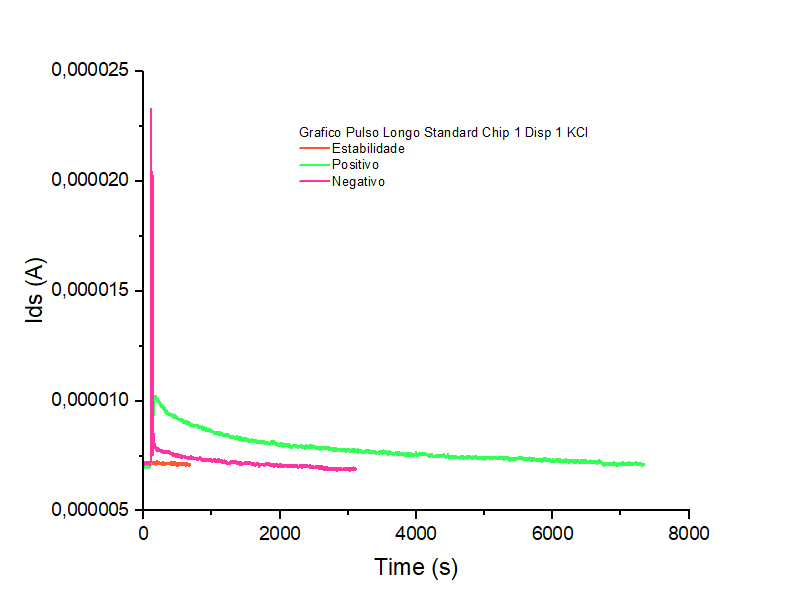 0,000025
Grafico Pulso Longo Standard Chip 1 Disp 1 KCl
Estabilidade
Positivo
Negativo
0,000020
0,000015
Ids (A)
0,000010
0,000005
0
2000
4000
6000
8000
Time (s)